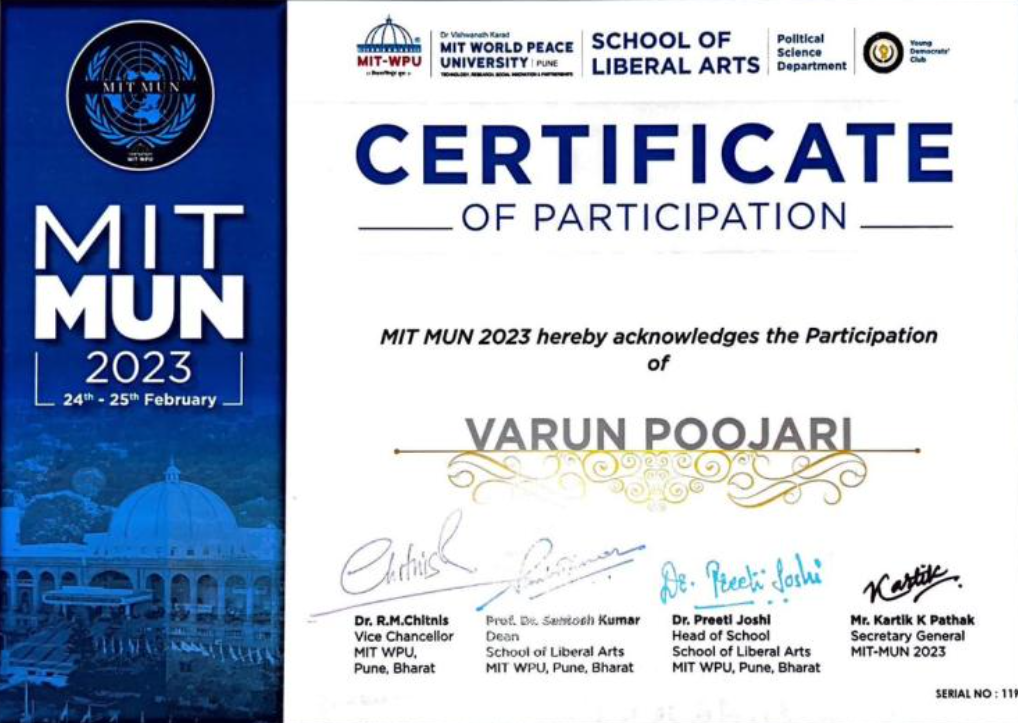 MIT MUN
MIT WPU
MIT
MUN
2023
24th - 25th February
MIT-WPU
Dr Vishwanath Karad
MIT WORLD PEACE
UNIVERSITY | PUNE
TECHNOLOGY, RESEARCH, SOCIAL INNOVATION & PARTNERSHIPS
SCHOOL OF
LIBERAL ARTS
Political
Science
Department
Young
Democrats'
Club
CERTIFICATE
OF PARTICIPATION
MIT MUN 2023 hereby acknowledges the Participation
of
VARUN POOJARI
Chitnis
Dr. Preeti Joshi
Kartik
Dr. R.M.Chitnis
Vice Chancellor
MIT WPU,
Pune, Bharat
Prof. Dr. Santosh Kumar
Dean
School of Liberal Arts
MIT WPU, Pune, Bharat
Dr. Preeti Joshi
Head of School
School of Liberal Arts
MIT WPU, Pune, Bharat
Mr. Kartik K Pathak
Secretary General
MIT-MUN 2023
SERIAL NO : 119